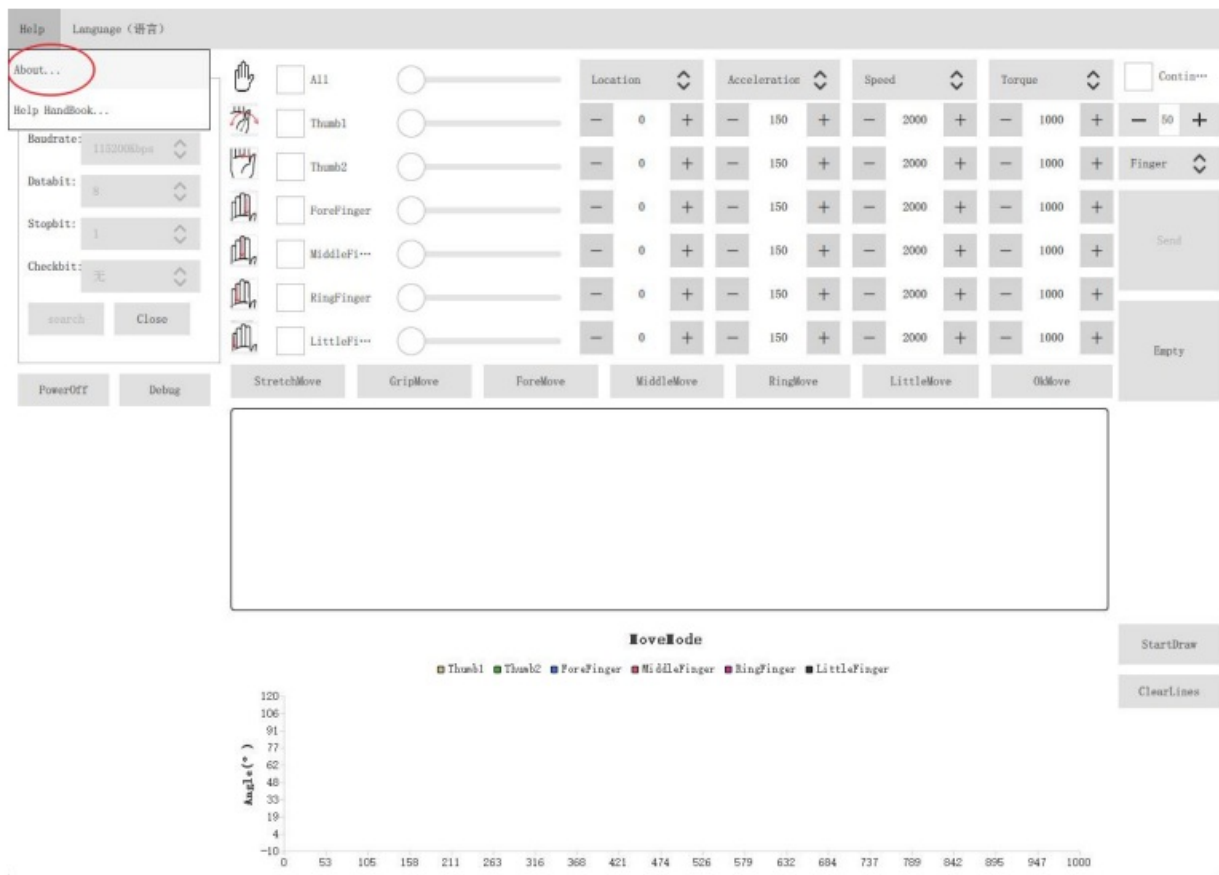 Help Language（语言）
About...
Help HandBook...
Baudrate: 115200Kbps
Databit: 8
Stopbit: 1
Checkbit: 无
search Close
PowerOff Debug
All Location Acceleration Speed Torque Contin…
Thumb1 − 0 + − 150 + − 2000 + − 1000 + − 50 +
Thumb2 − 0 + − 150 + − 2000 + − 1000 + Finger
ForeFinger − 0 + − 150 + − 2000 + − 1000 +
MiddleFi… − 0 + − 150 + − 2000 + − 1000 + Send
RingFinger − 0 + − 150 + − 2000 + − 1000 +
LittleFi… − 0 + − 150 + − 2000 + − 1000 + Empty
StretchMove GripMove ForeMove MiddleMove RingMove LittleMove OkMove
MoveMode
StartDraw
Thumb1 Thumb2 ForeFinger MiddleFinger RingFinger LittleFinger
ClearLines
Angle(°)
120
106
91
77
62
48
33
19
4
-10
0 53 105 158 211 263 316 368 421 474 526 579 632 684 737 789 842 895 947 1000